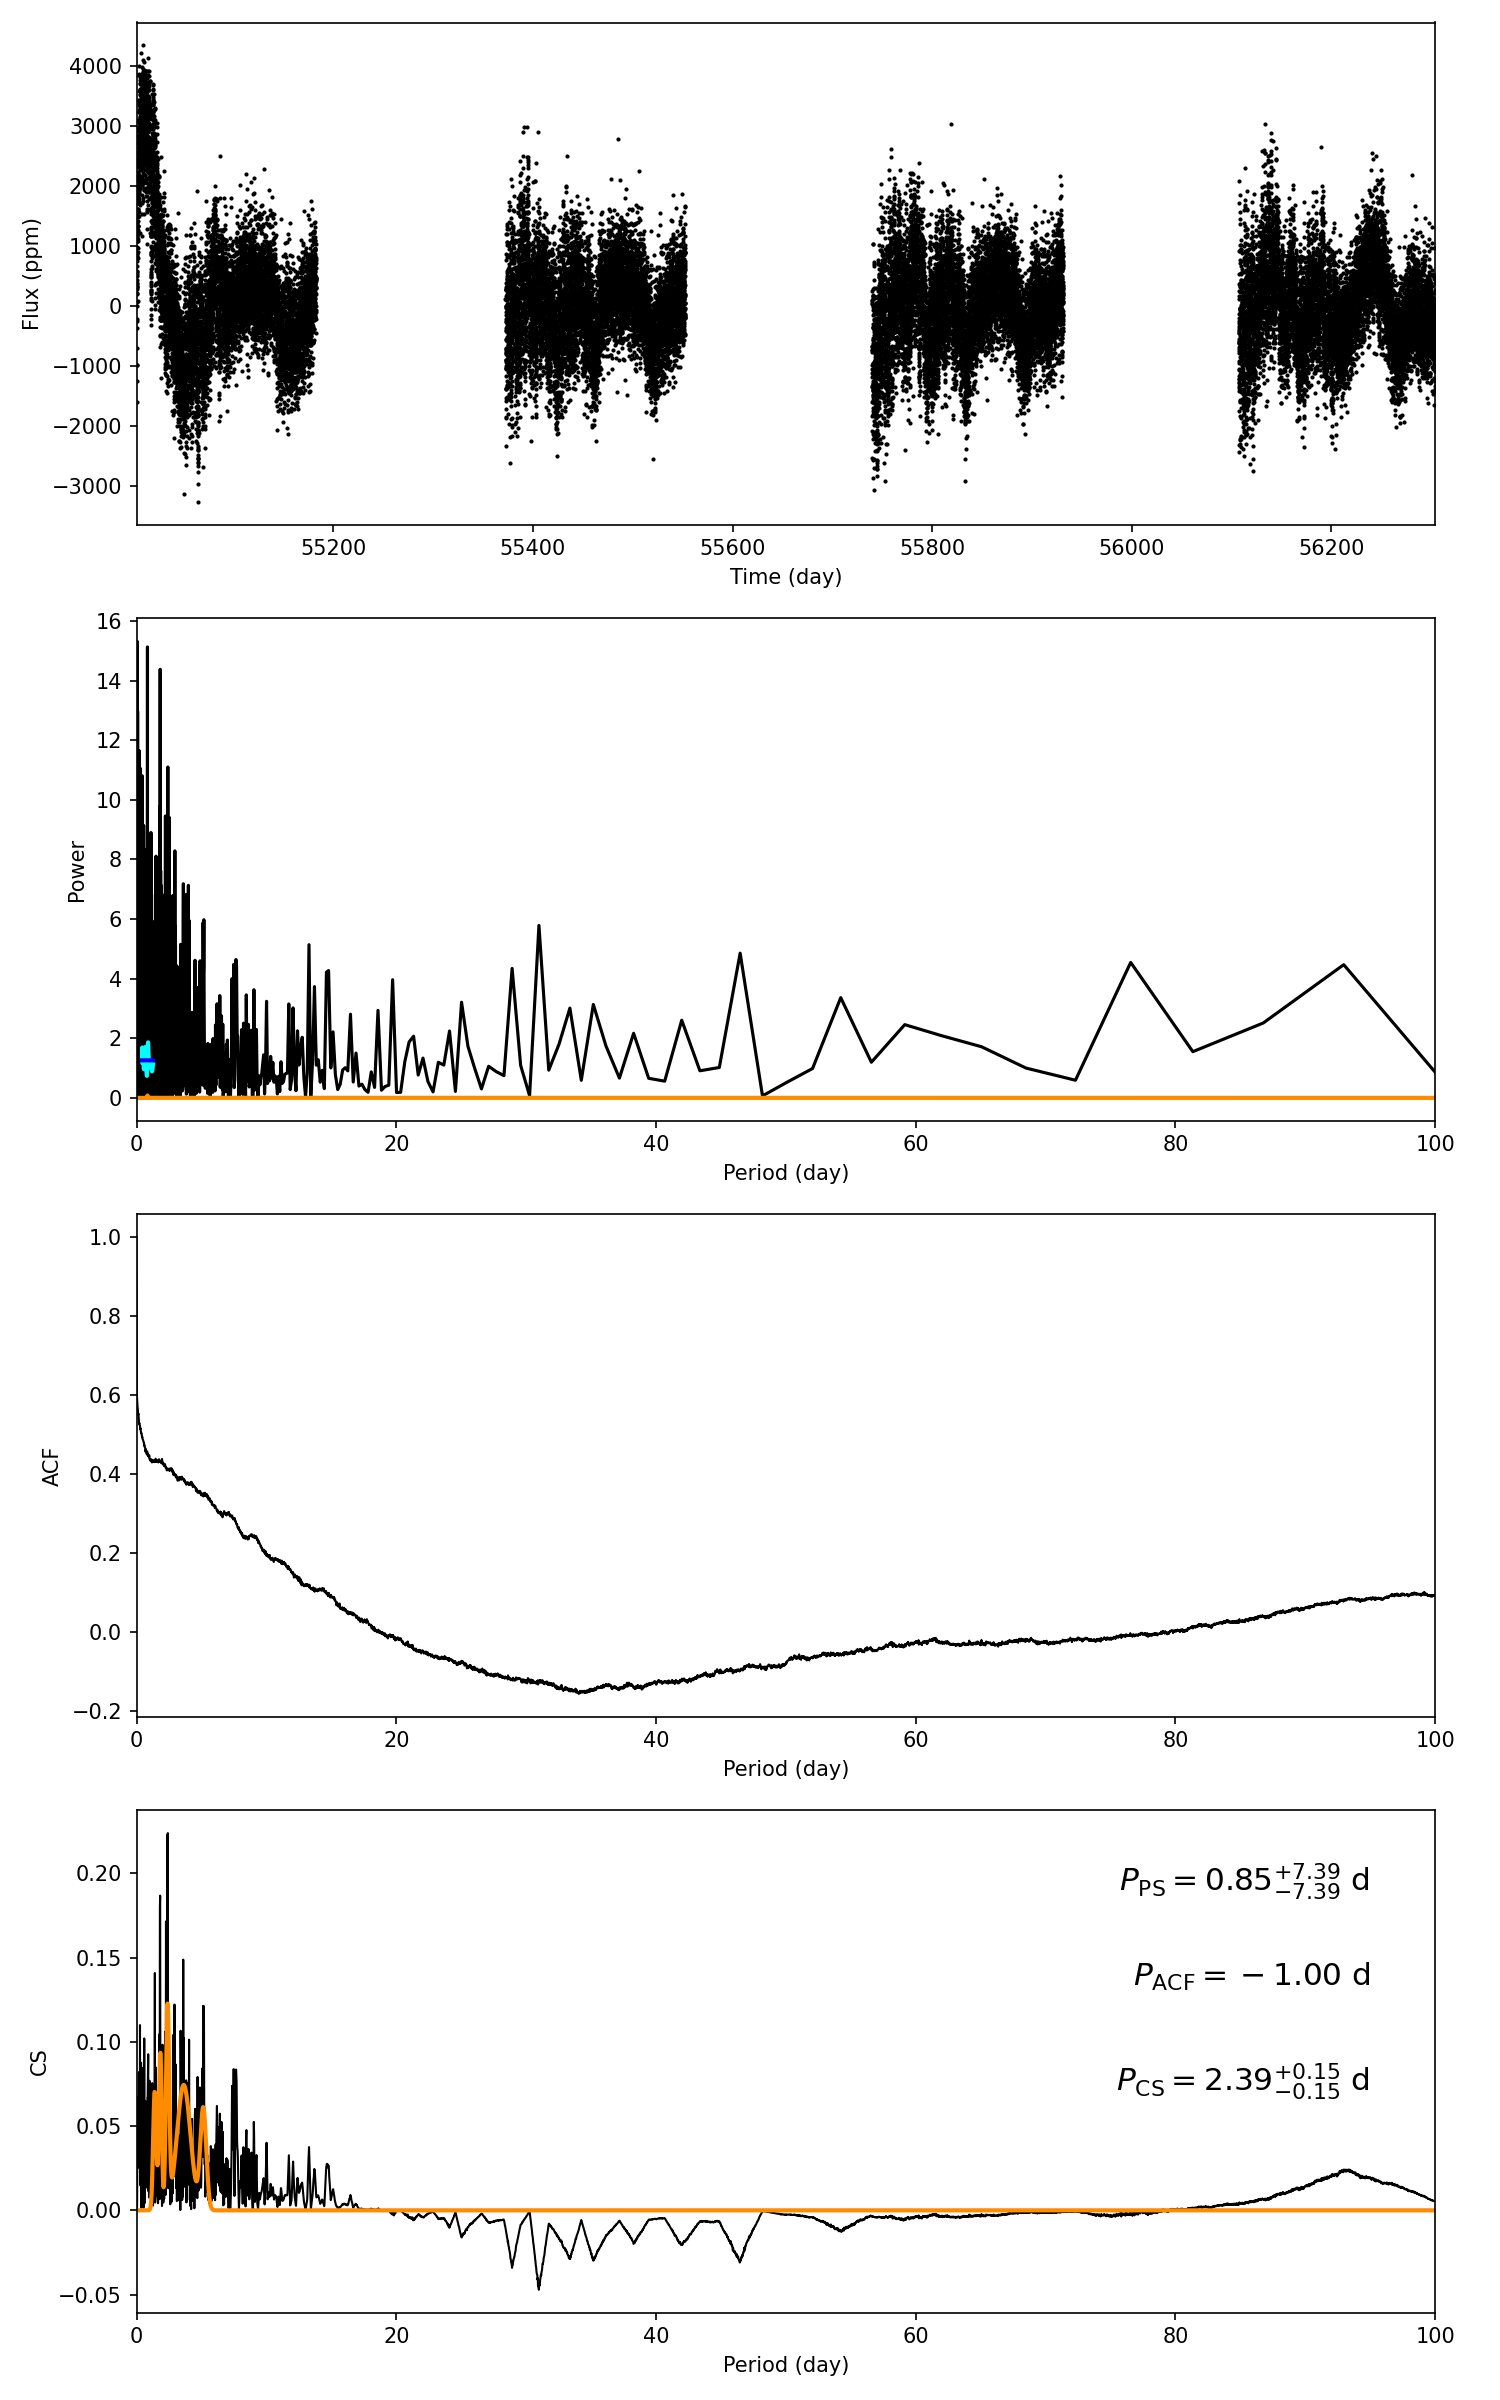 4000
3000
2000
1000
0
−1000
−2000
−3000
Flux (ppm)
55200 55400 55600 55800 56000 56200
Time (day)
16
14
12
10
8
6
4
2
0
Power
0 20 40 60 80 100
Period (day)
1.0
0.8
0.6
0.4
0.2
0.0
−0.2
ACF
0 20 40 60 80 100
Period (day)
0.20
0.15
0.10
0.05
0.00
−0.05
CS
P_PS = 0.85 +7.39 −7.39 d
P_ACF = − 1.00 d
P_CS = 2.39 +0.15 −0.15 d
0 20 40 60 80 100
Period (day)